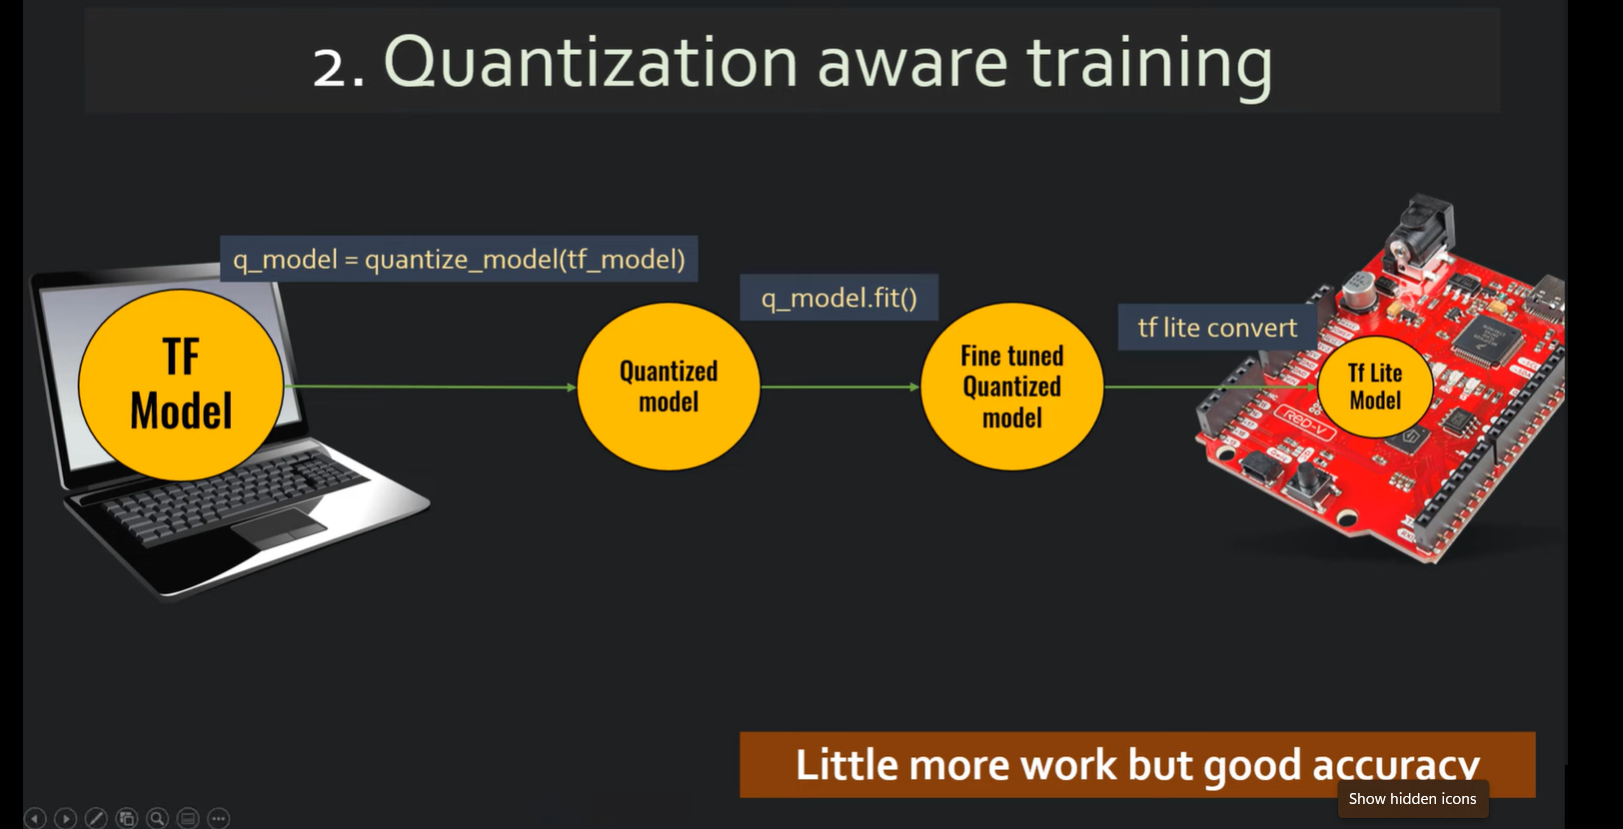 2. Quantization aware training
q_model = quantize_model(tf_model)
q_model.fit()
tf lite convert
TF
Model
Quantized
model
Fine tuned
Quantized
model
Tf Lite
Model
RED-V
Little more work but good accuracy
Show hidden icons